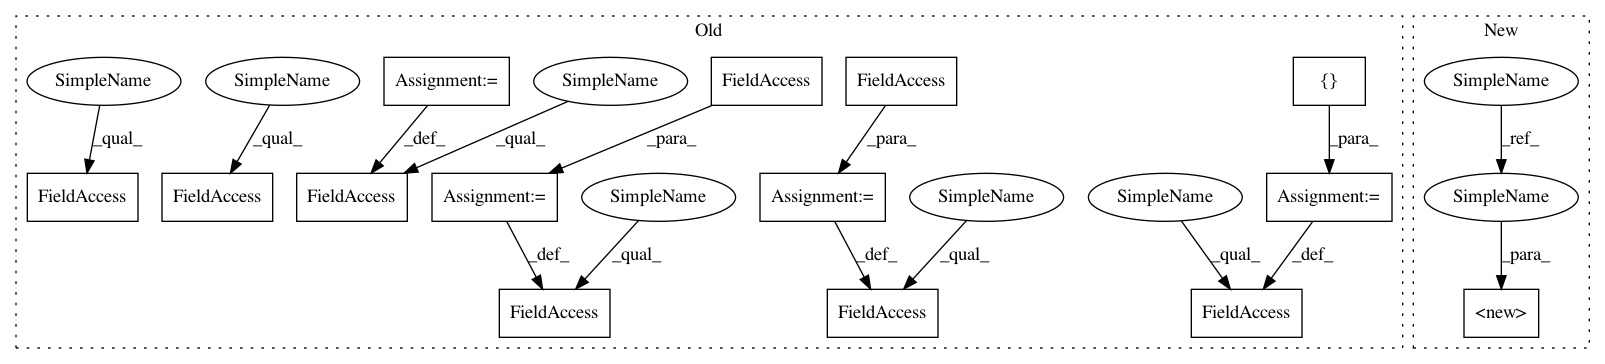 Old
New
SimpleName
SimpleName
Assignment:=
SimpleName
FieldAccess
FieldAccess
{}
SimpleName
_qual_
_qual_
_def_
_qual_
_para_
_para_
_para_
_ref_
FieldAccess
FieldAccess
FieldAccess
Assignment:=
SimpleName
Assignment:=
SimpleName
SimpleName
Assignment:=
SimpleName
_def_
_qual_
_def_
_qual_
_qual_
_def_
_para_
FieldAccess
FieldAccess
FieldAccess
<new>